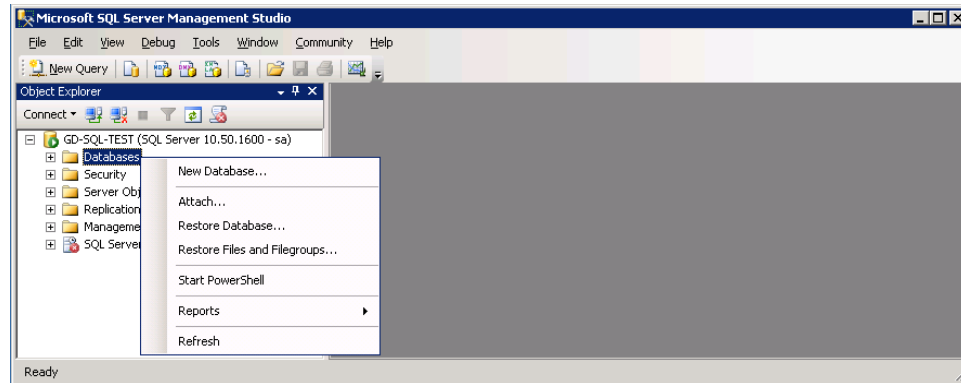 Microsoft SQL Server Management Studio
File Edit View Debug Tools Window Community Help
New Query
Object Explorer
Connect
GD-SQL-TEST (SQL Server 10.50.1600 - sa)
Databases
Security
Server Obj
Replication
Manageme
SQL Server
New Database...
Attach...
Restore Database...
Restore Files and Filegroups...
Start PowerShell
Reports
Refresh
Ready